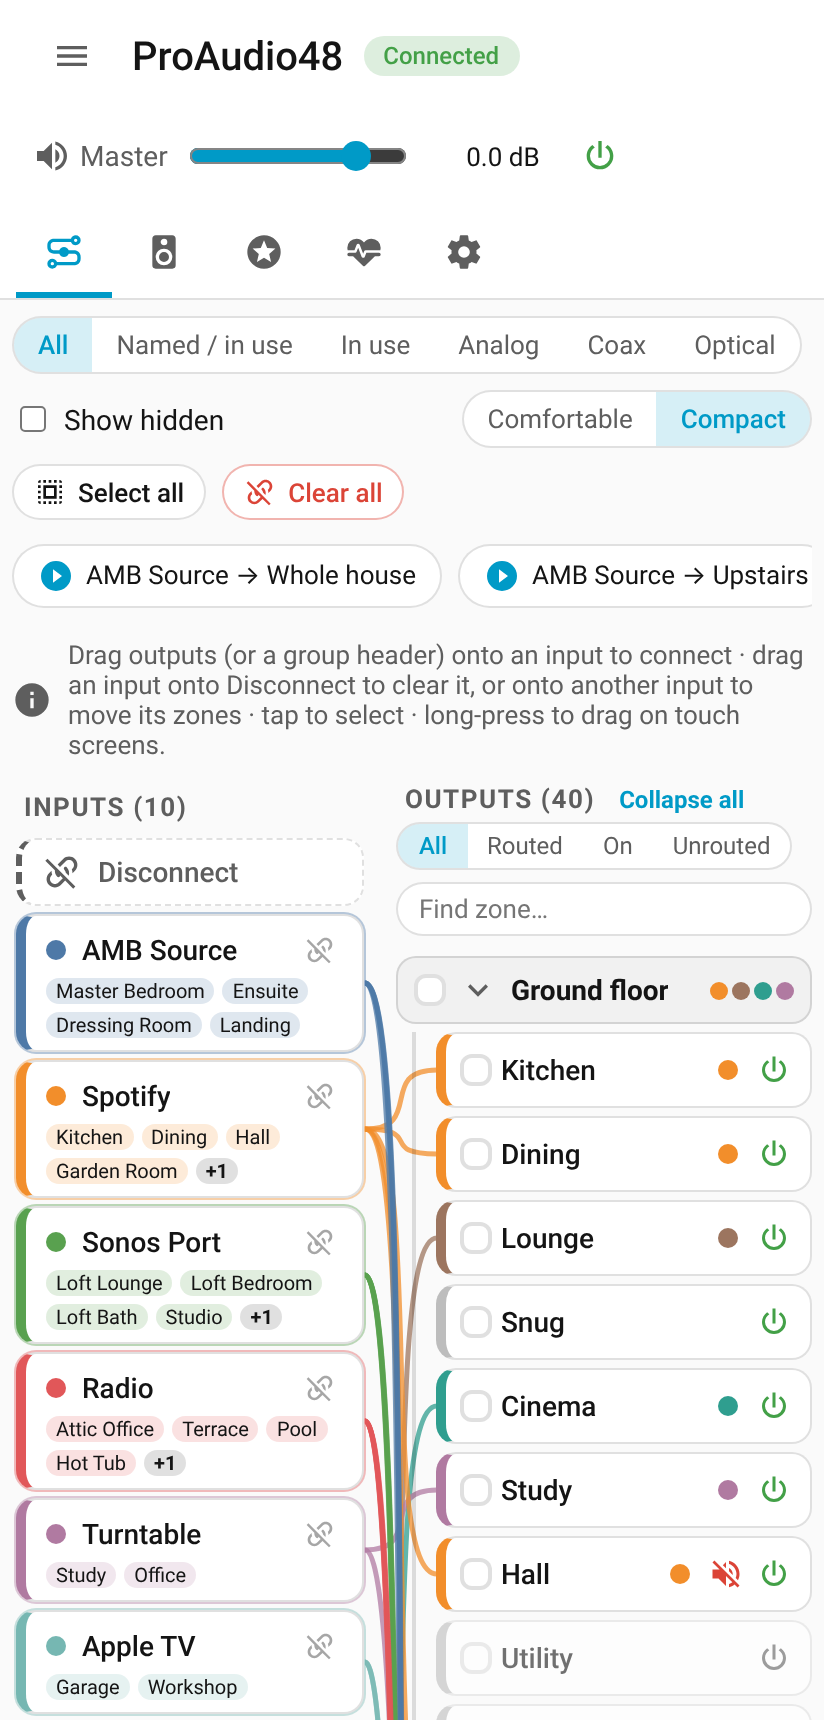 ProAudio48
Connected
Master
0.0 dB
All
Named / in use
In use
Analog
Coax
Optical
Show hidden
Comfortable
Compact
Select all
Clear all
AMB Source → Whole house
AMB Source → Upstairs
Drag outputs (or a group header) onto an input to connect · drag
an input onto Disconnect to clear it, or onto another input to
move its zones · tap to select · long-press to drag on touch
screens.
INPUTS (10)
Disconnect
AMB Source
Master Bedroom
Ensuite
Dressing Room
Landing
Spotify
Kitchen
Dining
Hall
Garden Room
+1
Sonos Port
Loft Lounge
Loft Bedroom
Loft Bath
Studio
+1
Radio
Attic Office
Terrace
Pool
Hot Tub
+1
Turntable
Study
Office
Apple TV
Garage
Workshop
OUTPUTS (40)
Collapse all
All
Routed
On
Unrouted
Find zone...
Ground floor
Kitchen
Dining
Lounge
Snug
Cinema
Study
Hall
Utility